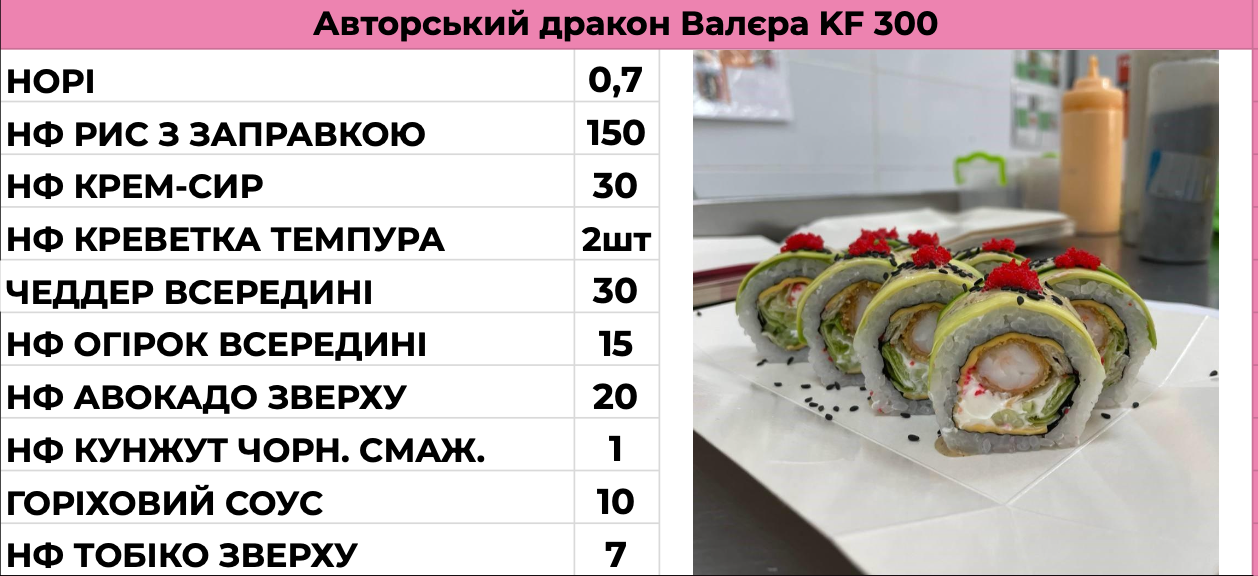 Авторський дракон Валєра KF 300
НОРІ 0,7
НФ РИС З ЗАПРАВКОЮ 150
НФ КРЕМ-СИР 30
НФ КРЕВЕТКА ТЕМПУРА 2шт
ЧЕДДЕР ВСЕРЕДИНІ 30
НФ ОГІРОК ВСЕРЕДИНІ 15
НФ АВОКАДО ЗВЕРХУ 20
НФ КУНЖУТ ЧОРН. СМАЖ. 1
ГОРІХОВИЙ СОУС 10
НФ ТОБІКО ЗВЕРХУ 7